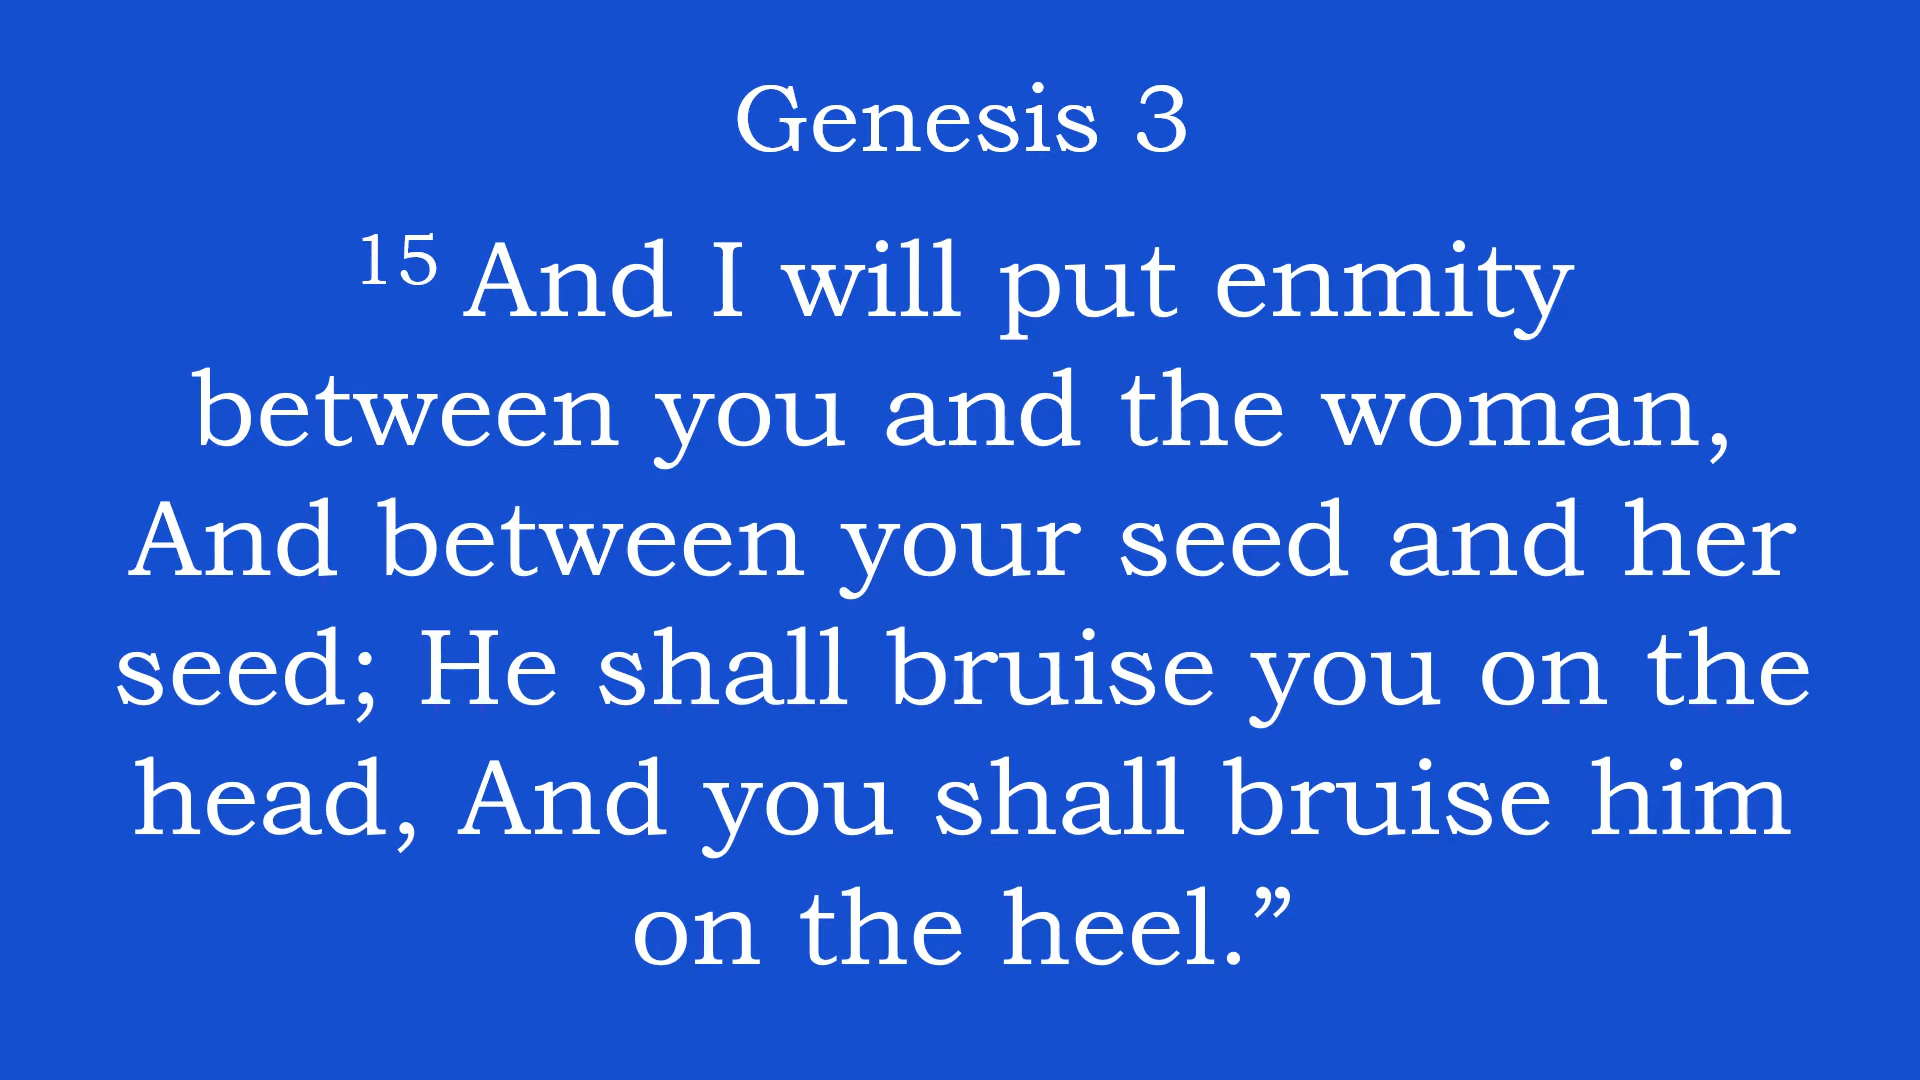 Genesis 3
15 And I will put enmity
between you and the woman,
And between your seed and her
seed; He shall bruise you on the
head, And you shall bruise him
on the heel.”